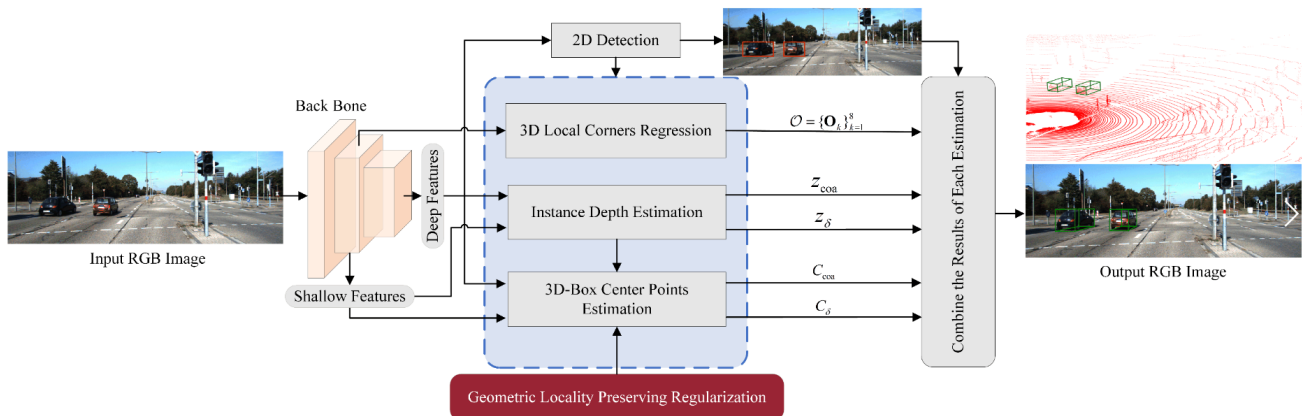 2D Detection
Back Bone
3D Local Corners Regression
𝒪 = {O_k}_{k=1}^8
Deep Features
Instance Depth Estimation
z_coa
z_δ
Input RGB Image
Shallow Features
3D-Box Center Points
Estimation
C_coa
C_δ
Combine the Results of Each Estimation
Output RGB Image
Geometric Locality Preserving Regularization